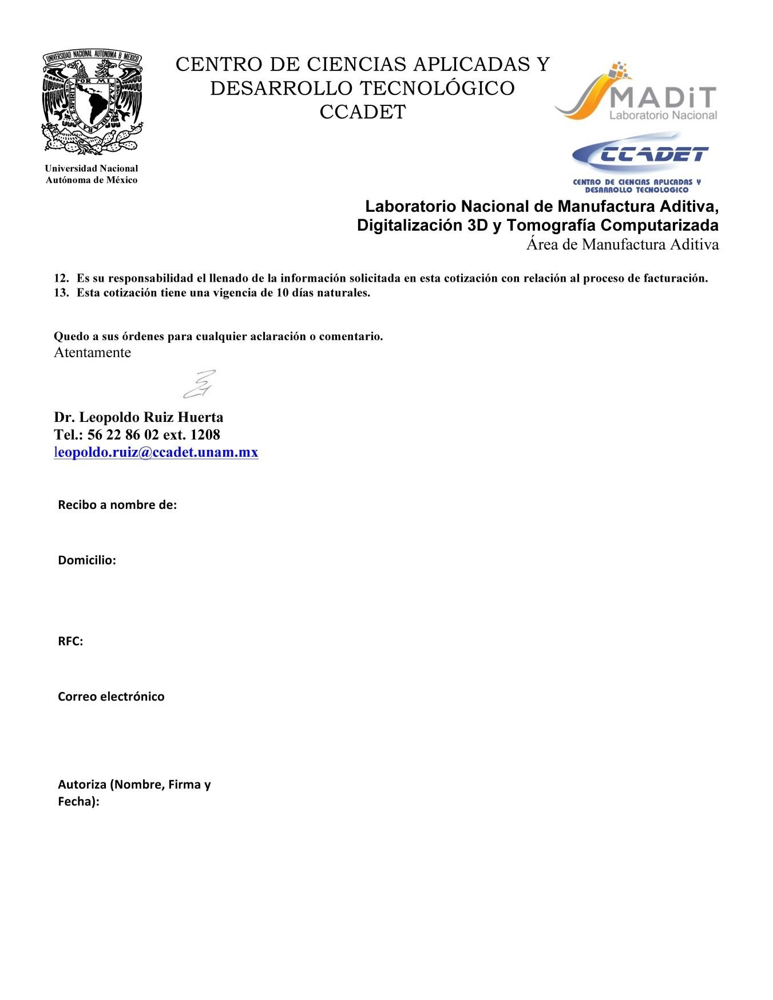 UNIVERSIDAD NACIONAL AUTONOMA D MEXICO
POR MI RAZA HABLARA EL ESPIRITU
Universidad Nacional
Autónoma de México
CENTRO DE CIENCIAS APLICADAS Y
DESARROLLO TECNOLÓGICO
CCADET
MADiT
Laboratorio Nacional
CCADET
CENTRO DE CIENCIAS APLICADAS Y
DESARROLLO TECNOLOGICO
Laboratorio Nacional de Manufactura Aditiva,
Digitalización 3D y Tomografía Computarizada
Área de Manufactura Aditiva
12. Es su responsabilidad el llenado de la información solicitada en esta cotización con relación al proceso de facturación.
13. Esta cotización tiene una vigencia de 10 días naturales.
Quedo a sus órdenes para cualquier aclaración o comentario.
Atentamente
Dr. Leopoldo Ruiz Huerta
Tel.: 56 22 86 02 ext. 1208
leopoldo.ruiz@ccadet.unam.mx
Recibo a nombre de:
Domicilio:
RFC:
Correo electrónico
Autoriza (Nombre, Firma y
Fecha):